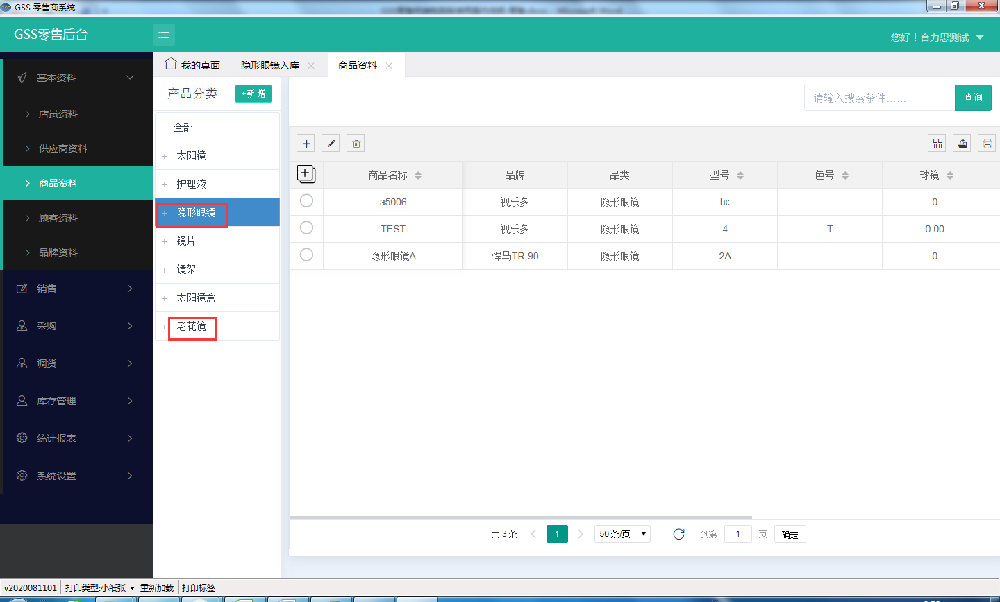 GSS 零售商系统
GSS零售后台
您好！合力思测试
基本资料
店员资料
供应商资料
商品资料
顾客资料
品牌资料
销售
采购
调货
库存管理
统计报表
系统设置
我的桌面 隐形眼镜入库 商品资料
产品分类 +新 增
全部
太阳镜
护理液
隐形眼镜
镜片
镜架
太阳镜盒
老花镜
请输入搜索条件…… 查询
商品名称 品牌 品类 型号 色号 球镜
a5006 视乐多 隐形眼镜 hc 0
TEST 视乐多 隐形眼镜 4 T 0.00
隐形眼镜A 悍马TR-90 隐形眼镜 2A 0
共 3 条 1 50 条/页 到第 1 页 确定
v2020081101 打印类型:小纸张 重新加载 打印标签